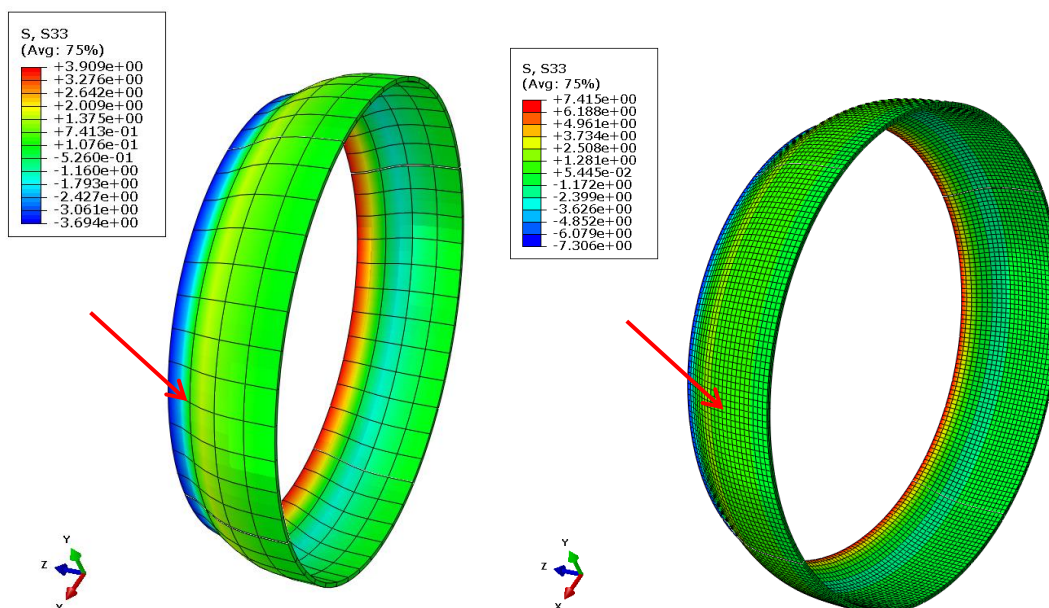 S, S33
(Avg: 75%)
+3.909e+00
+3.276e+00
+2.642e+00
+2.009e+00
+1.375e+00
+7.413e-01
+1.076e-01
-5.260e-01
-1.160e+00
-1.793e+00
-2.427e+00
-3.061e+00
-3.694e+00
Y
Z
X
S, S33
(Avg: 75%)
+7.415e+00
+6.188e+00
+4.961e+00
+3.734e+00
+2.508e+00
+1.281e+00
+5.445e-02
-1.172e+00
-2.399e+00
-3.626e+00
-4.852e+00
-6.079e+00
-7.306e+00
Y
Z
X